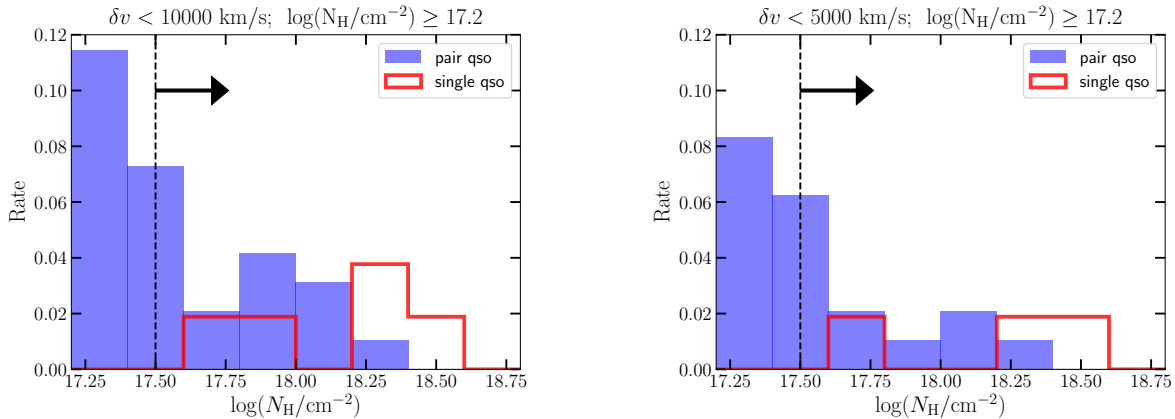 δv < 10000 km/s; log(N_H/cm^−2) ≥ 17.2
0.12
0.10
0.08
0.06
0.04
0.02
0.00
Rate
pair qso
single qso
17.25 17.50 17.75 18.00 18.25 18.50 18.75
log(N_H/cm^−2)
δv < 5000 km/s; log(N_H/cm^−2) ≥ 17.2
0.12
0.10
0.08
0.06
0.04
0.02
0.00
Rate
pair qso
single qso
17.25 17.50 17.75 18.00 18.25 18.50 18.75
log(N_H/cm^−2)